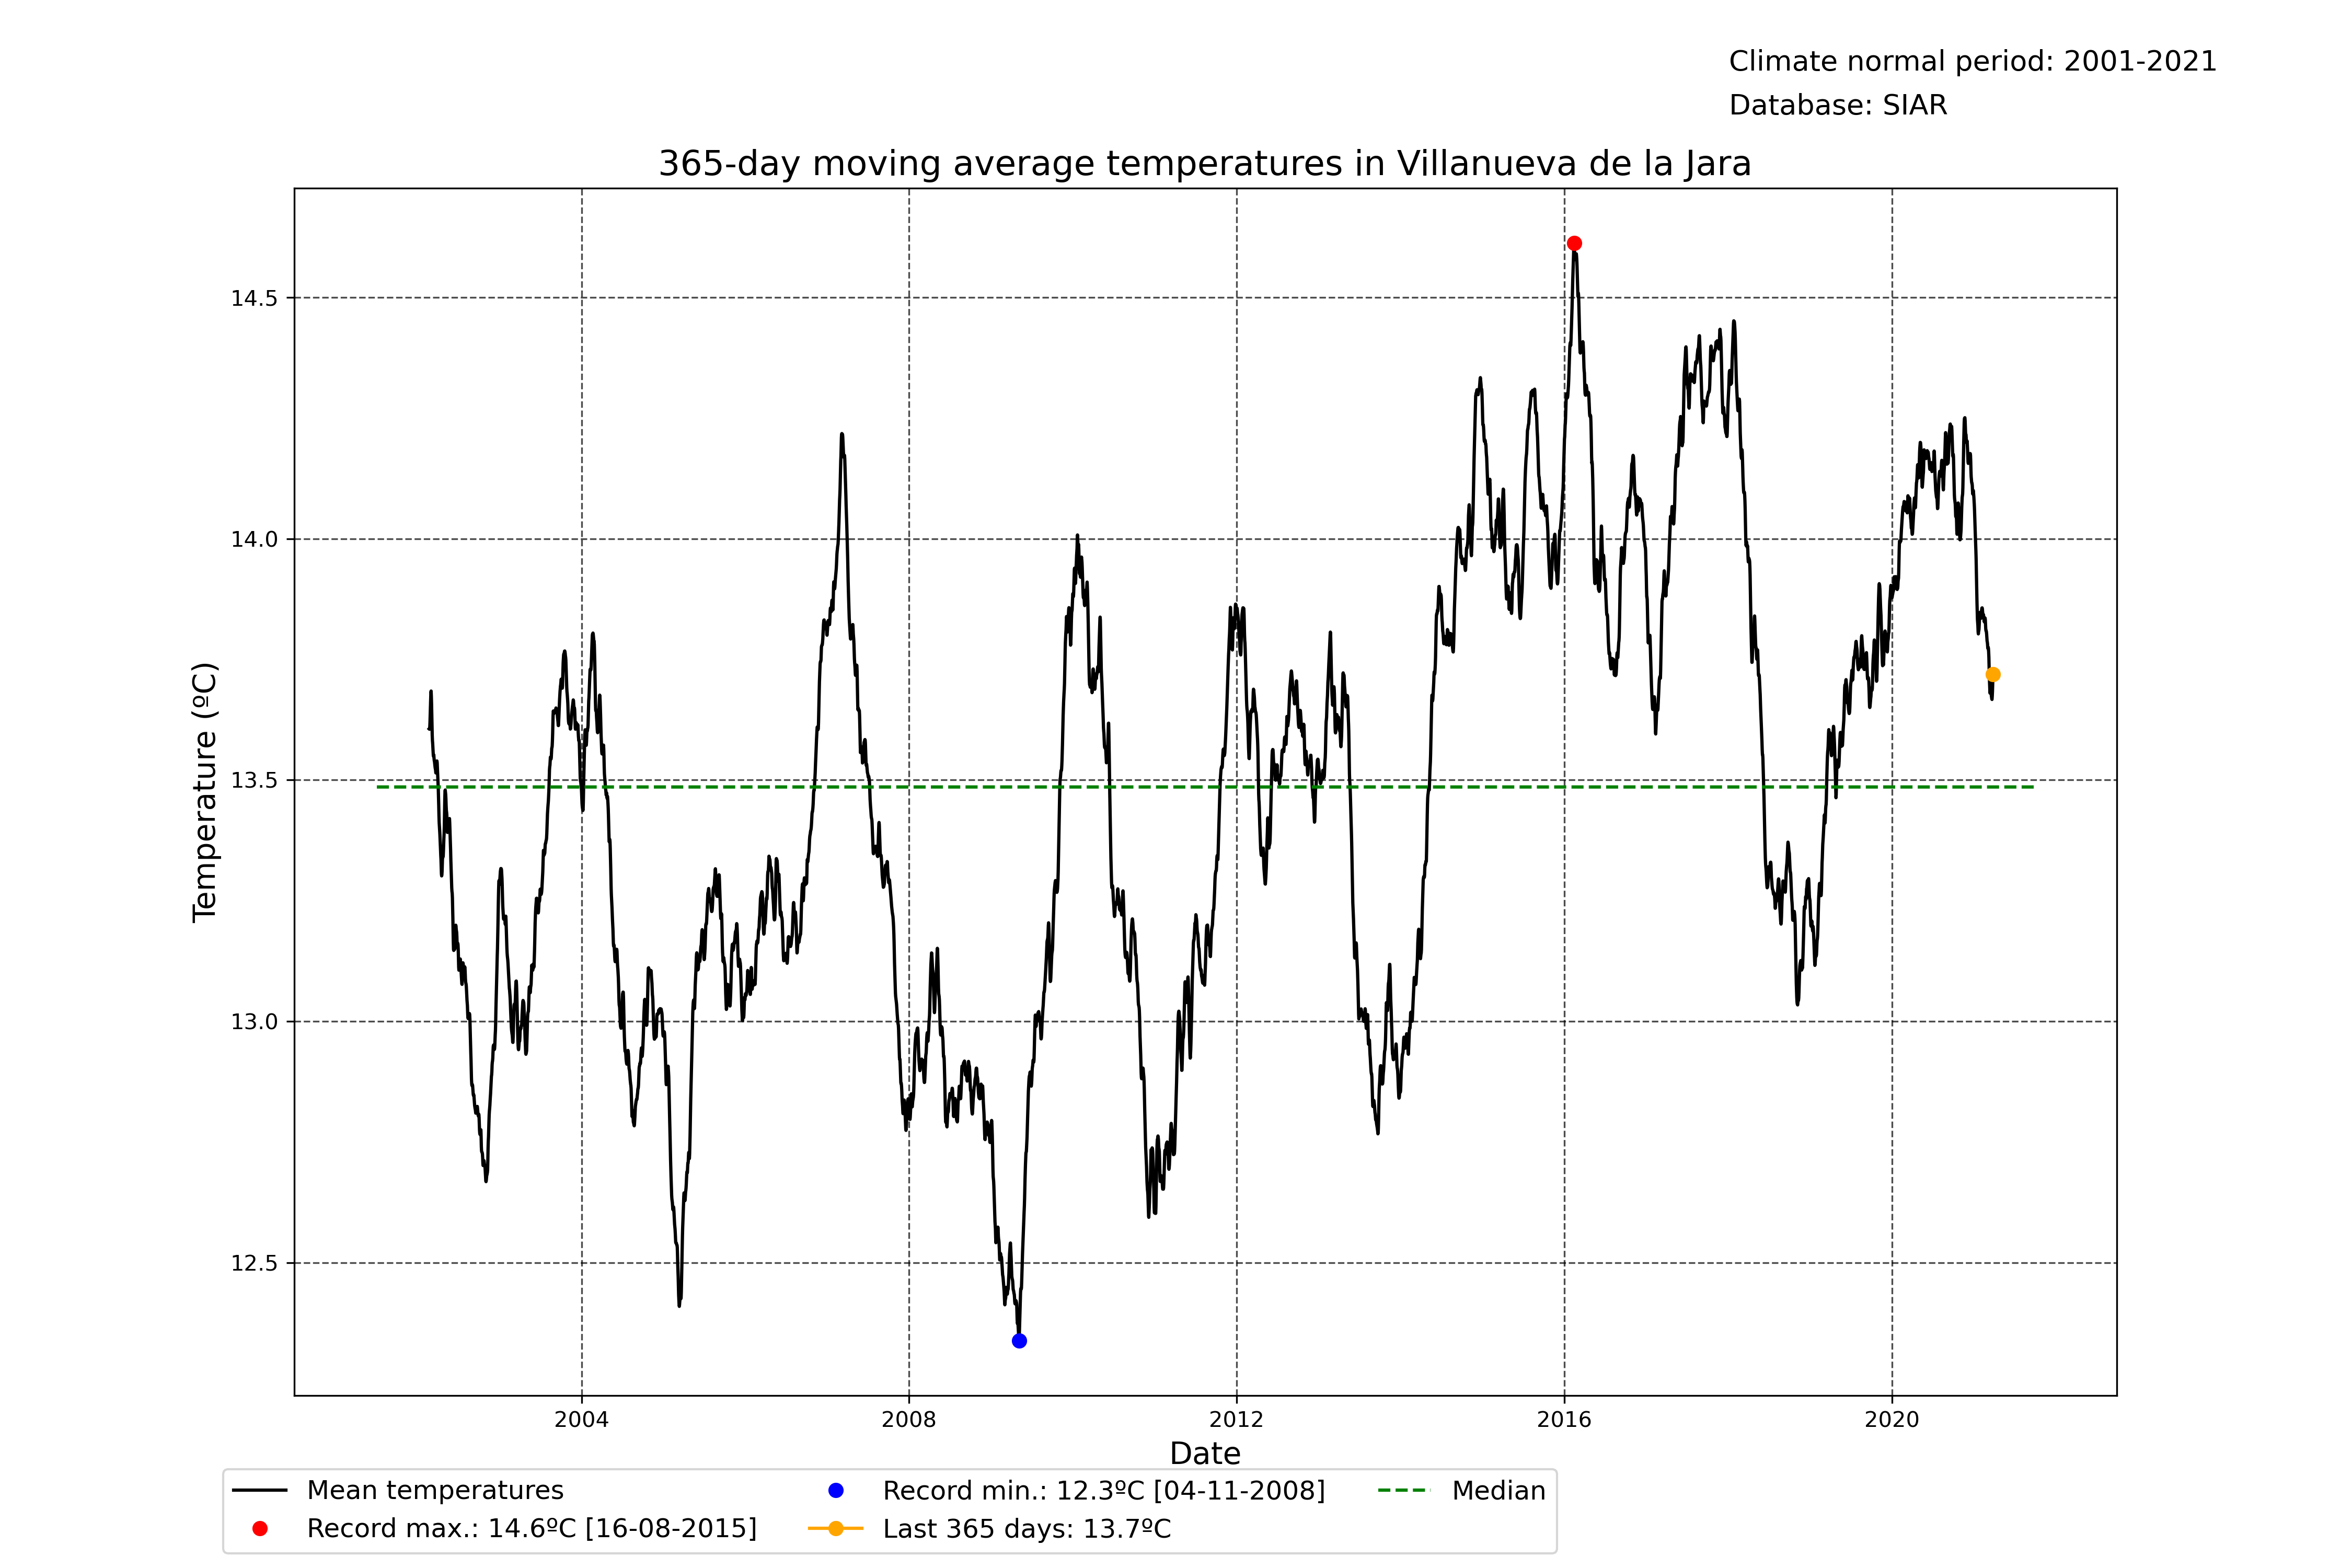 Climate normal period: 2001-2021
Database: SIAR
365-day moving average temperatures in Villanueva de la Jara
Temperature (ºC)
14.5
14.0
13.5
13.0
12.5
2004 2008 2012 2016 2020
Date
Mean temperatures
Record max.: 14.6ºC [16-08-2015]
Record min.: 12.3ºC [04-11-2008]
Last 365 days: 13.7ºC
Median